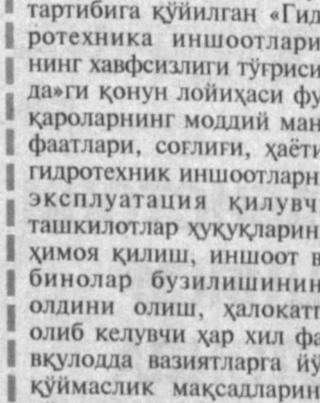 тартибига қўйилган «Гид
ротехника иншоотлари
нинг хавфсизлиги тўғриси
да»ги қонун лойиҳаси фу
қароларнинг моддий ман
фаатлари, соғлиғи, ҳаёти
гидротехник иншоотларн
эксплуатация қилувч
ташкилотлар ҳуқуқларин
ҳимоя қилиш, иншоот в
бинолар бузилишинин
олдини олиш, ҳалокатг
олиб келувчи ҳар хил фа
вқулодда вазиятларга йў
қўймаслик мақсадларин